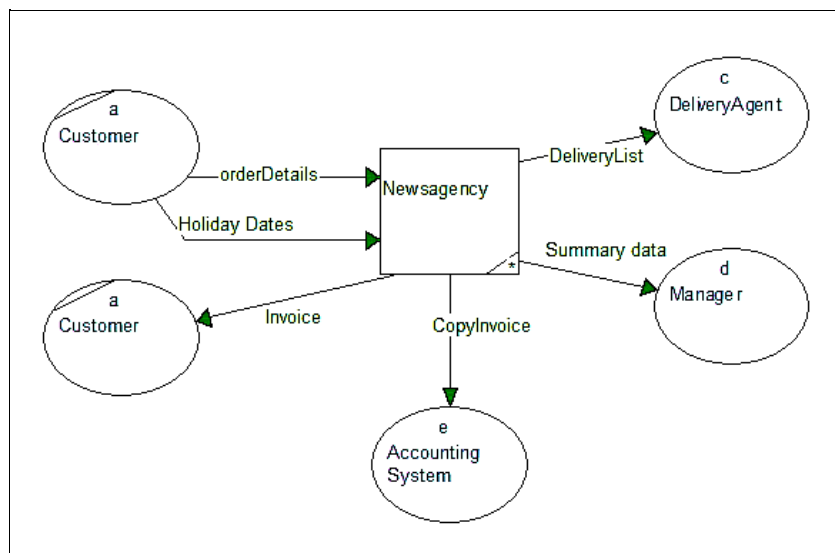 a
Customer
c
DeliveryAgent
orderDetails
DeliveryList
Newsagency
Holiday Dates
Summary data
*
d
Manager
a
Customer
Invoice
CopyInvoice
e
Accounting
System